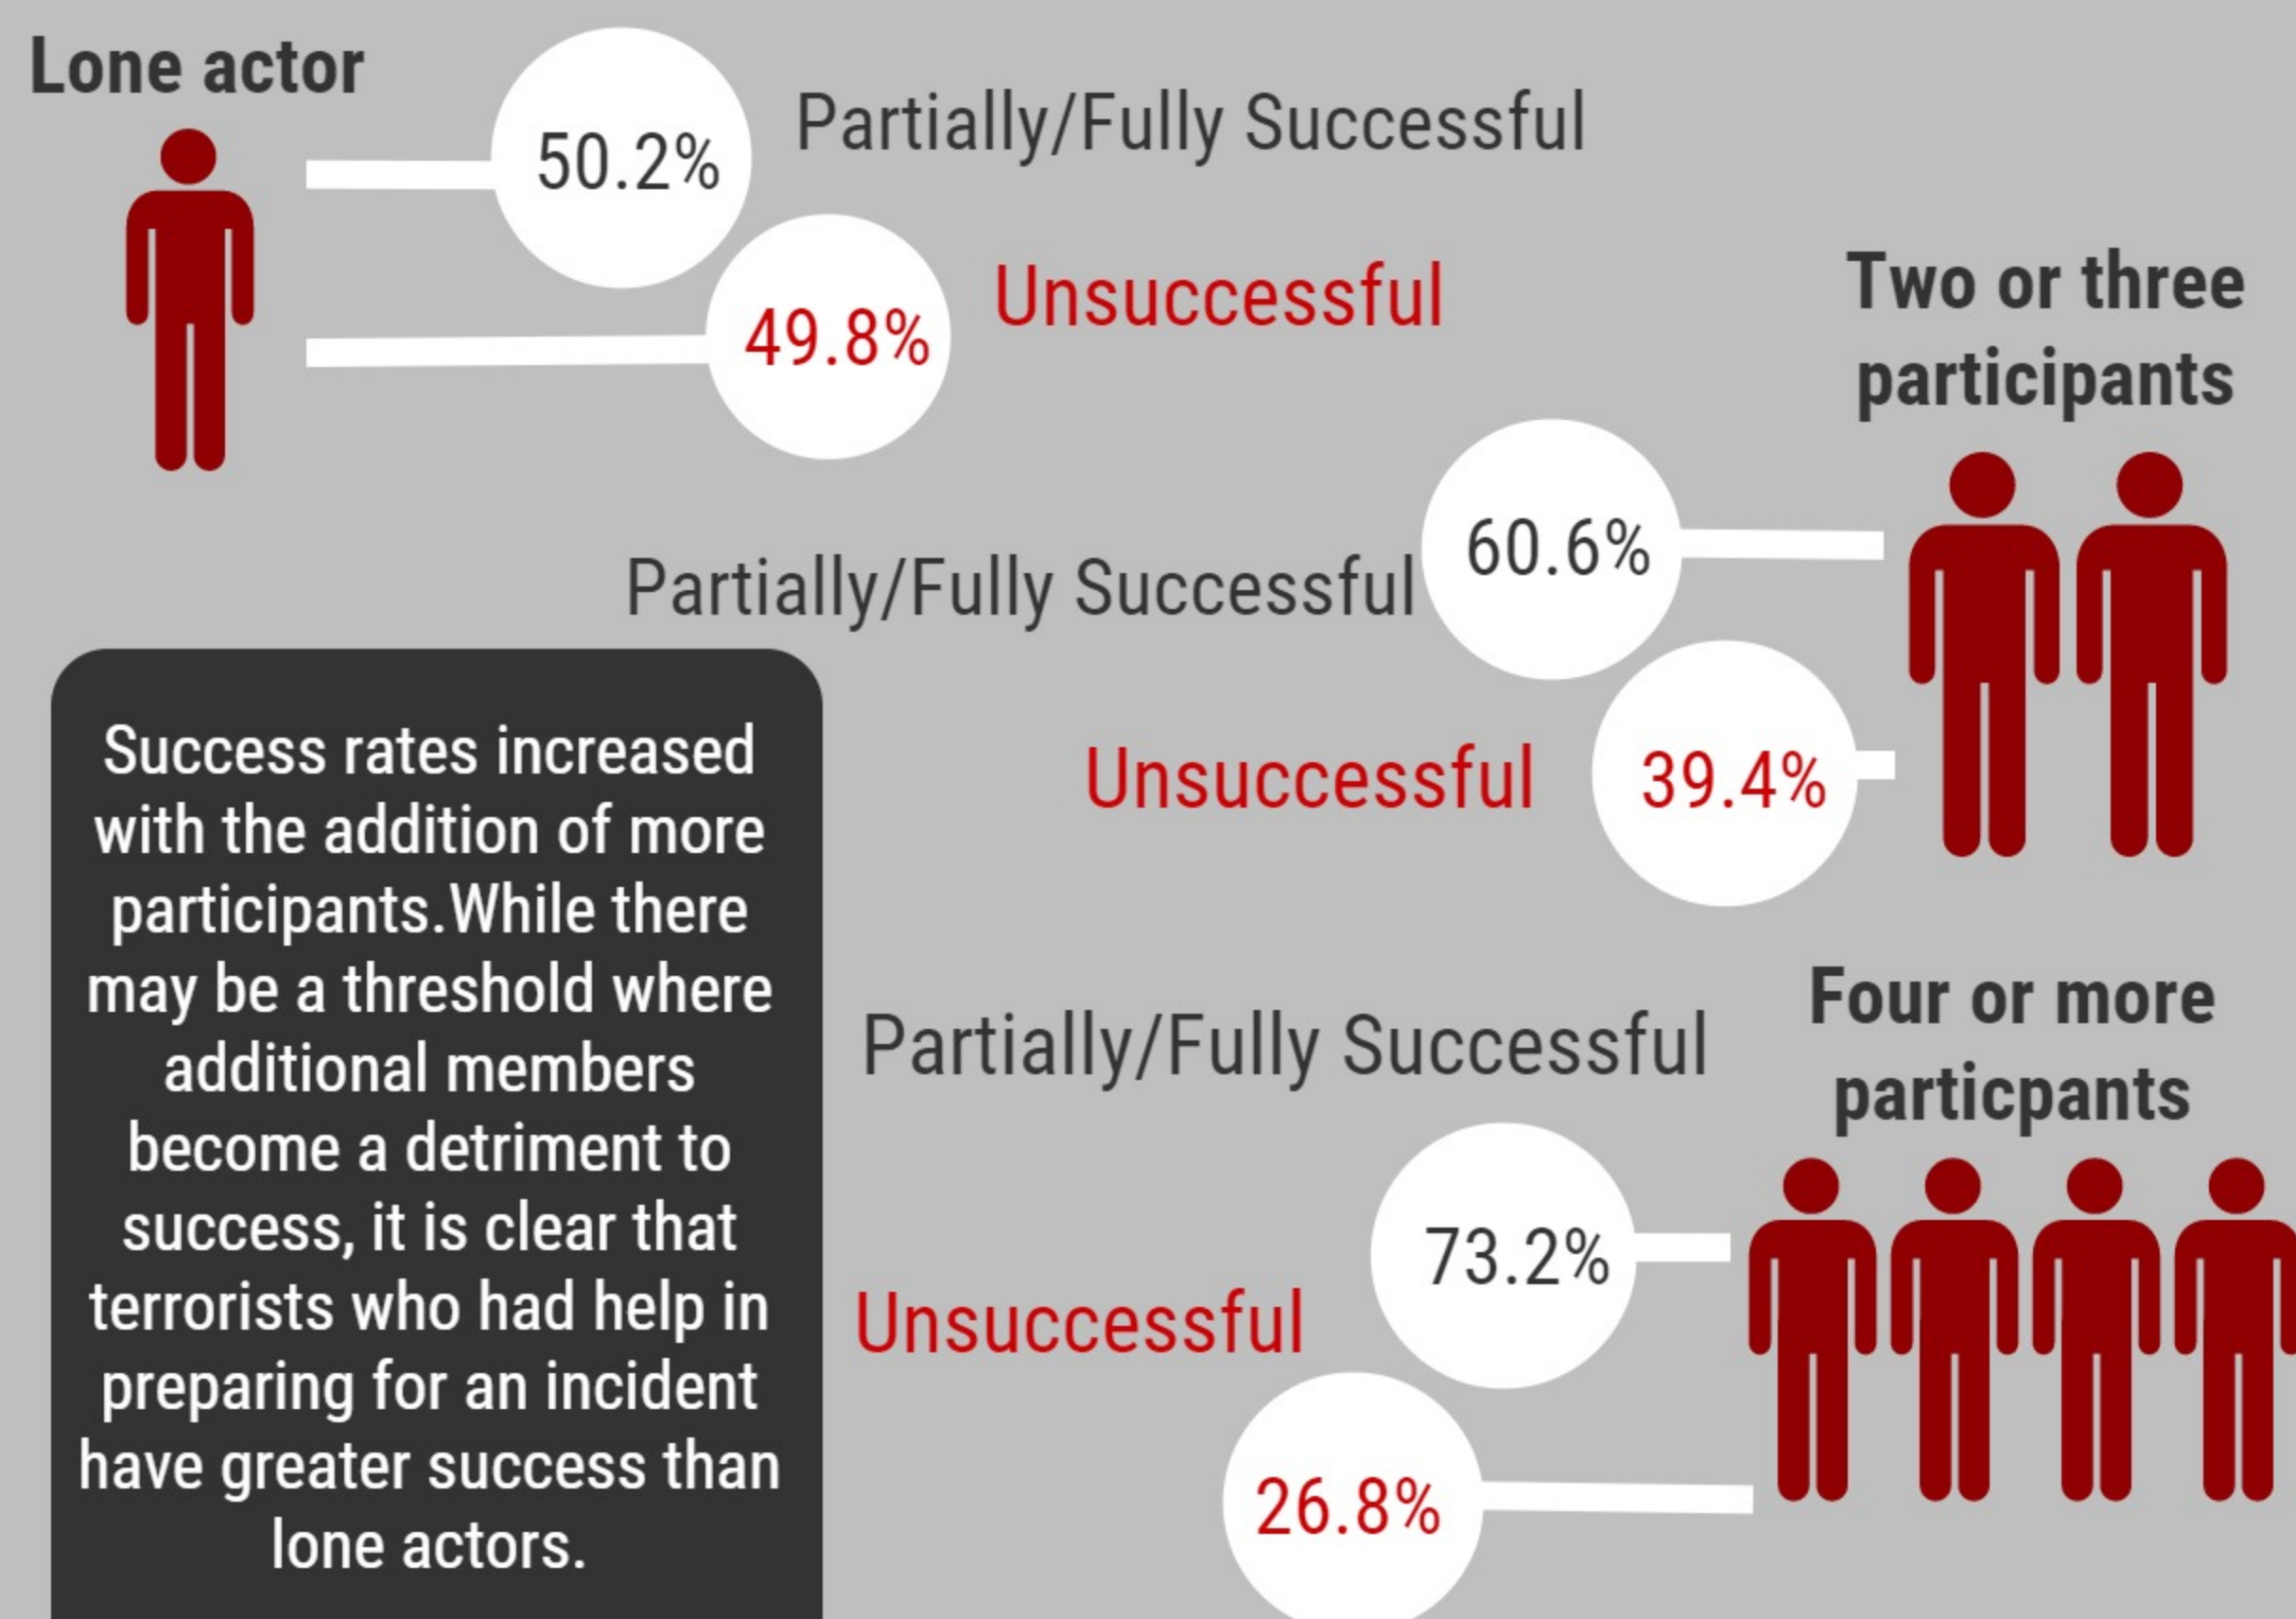 Lone actor
50.2%
Partially/Fully Successful
49.8%
Unsuccessful
Two or three
participants
Partially/Fully Successful
60.6%
Unsuccessful
39.4%
Success rates increased
with the addition of more
participants.While there
may be a threshold where
additional members
become a detriment to
success, it is clear that
terrorists who had help in
preparing for an incident
have greater success than
lone actors.
Four or more
particpants
Partially/Fully Successful
73.2%
Unsuccessful
26.8%